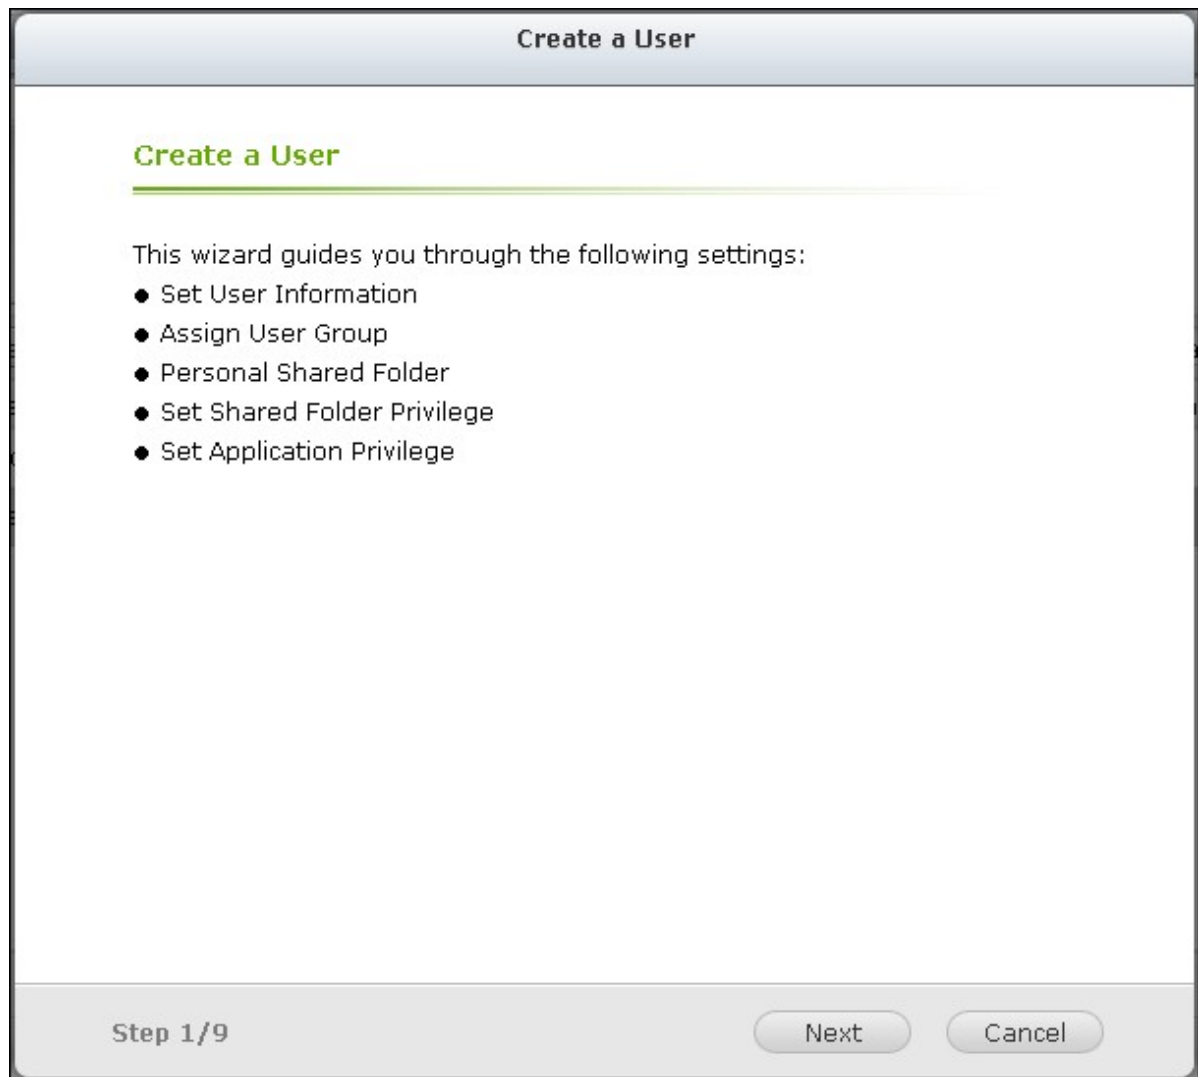 Create a User
Create a User
This wizard guides you through the following settings:
● Set User Information
● Assign User Group
● Personal Shared Folder
● Set Shared Folder Privilege
● Set Application Privilege
Step 1/9 Next Cancel